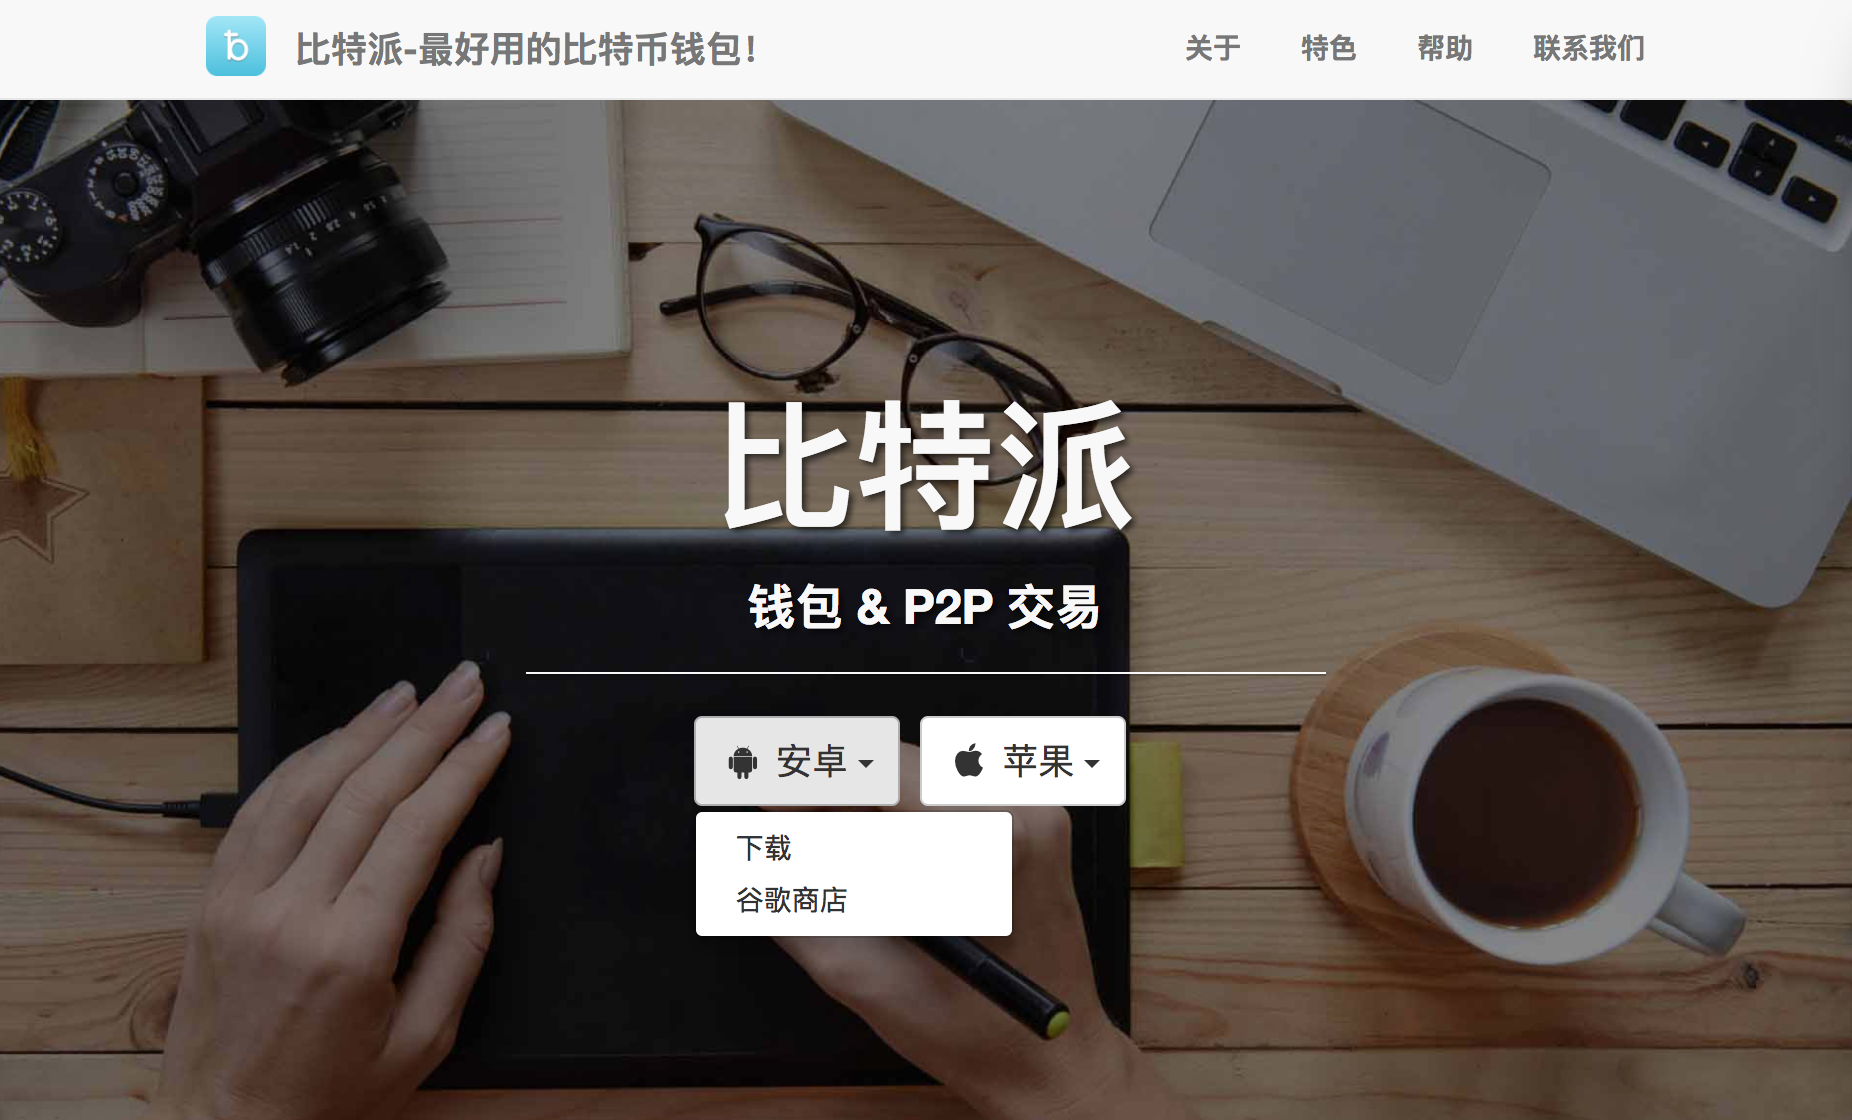 比特派-最好用的比特币钱包！
关于 特色 帮助 联系我们
比特派
钱包 & P2P 交易
安卓 苹果
下载
谷歌商店